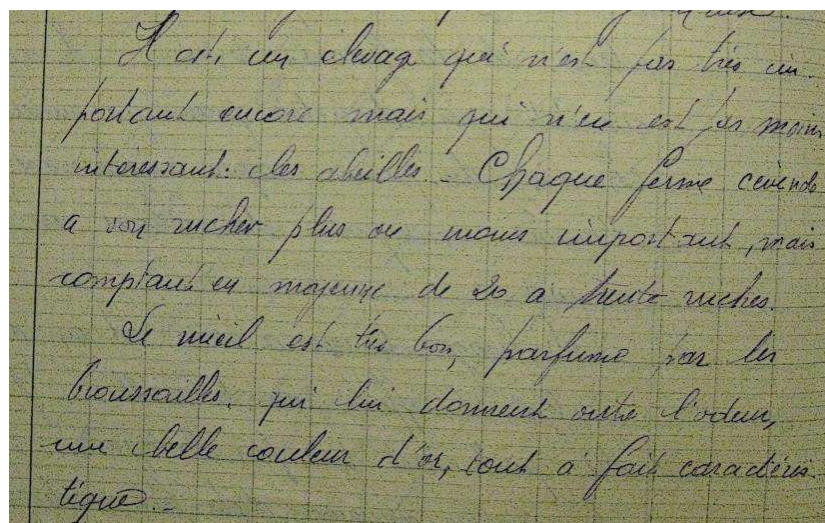 Il est un élevage qui n'est pas très im-
portant encore mais qui n'en est pas moins
intéressant: les abeilles - Chaque ferme cévenole
a son rucher plus ou moins important, mais
comptant en moyenne de 20 à trente ruches.
Le miel est très bon, parfumé par les
broussailles, qui lui donnent outre l'odeur,
une belle couleur d'or, tout à fait caractéris-
tique.-